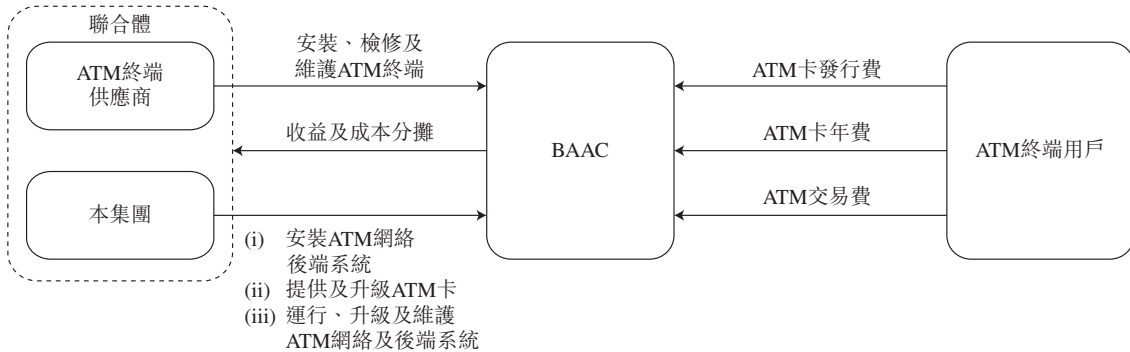 聯合體
ATM終端
供應商
本集團
安裝、檢修及
維護ATM終端
收益及成本分攤
(i) 安裝ATM網絡
後端系統
(ii) 提供及升級ATM卡
(iii) 運行、升級及維護
ATM網絡及後端系統
BAAC
ATM卡發行費
ATM卡年費
ATM交易費
ATM終端用戶